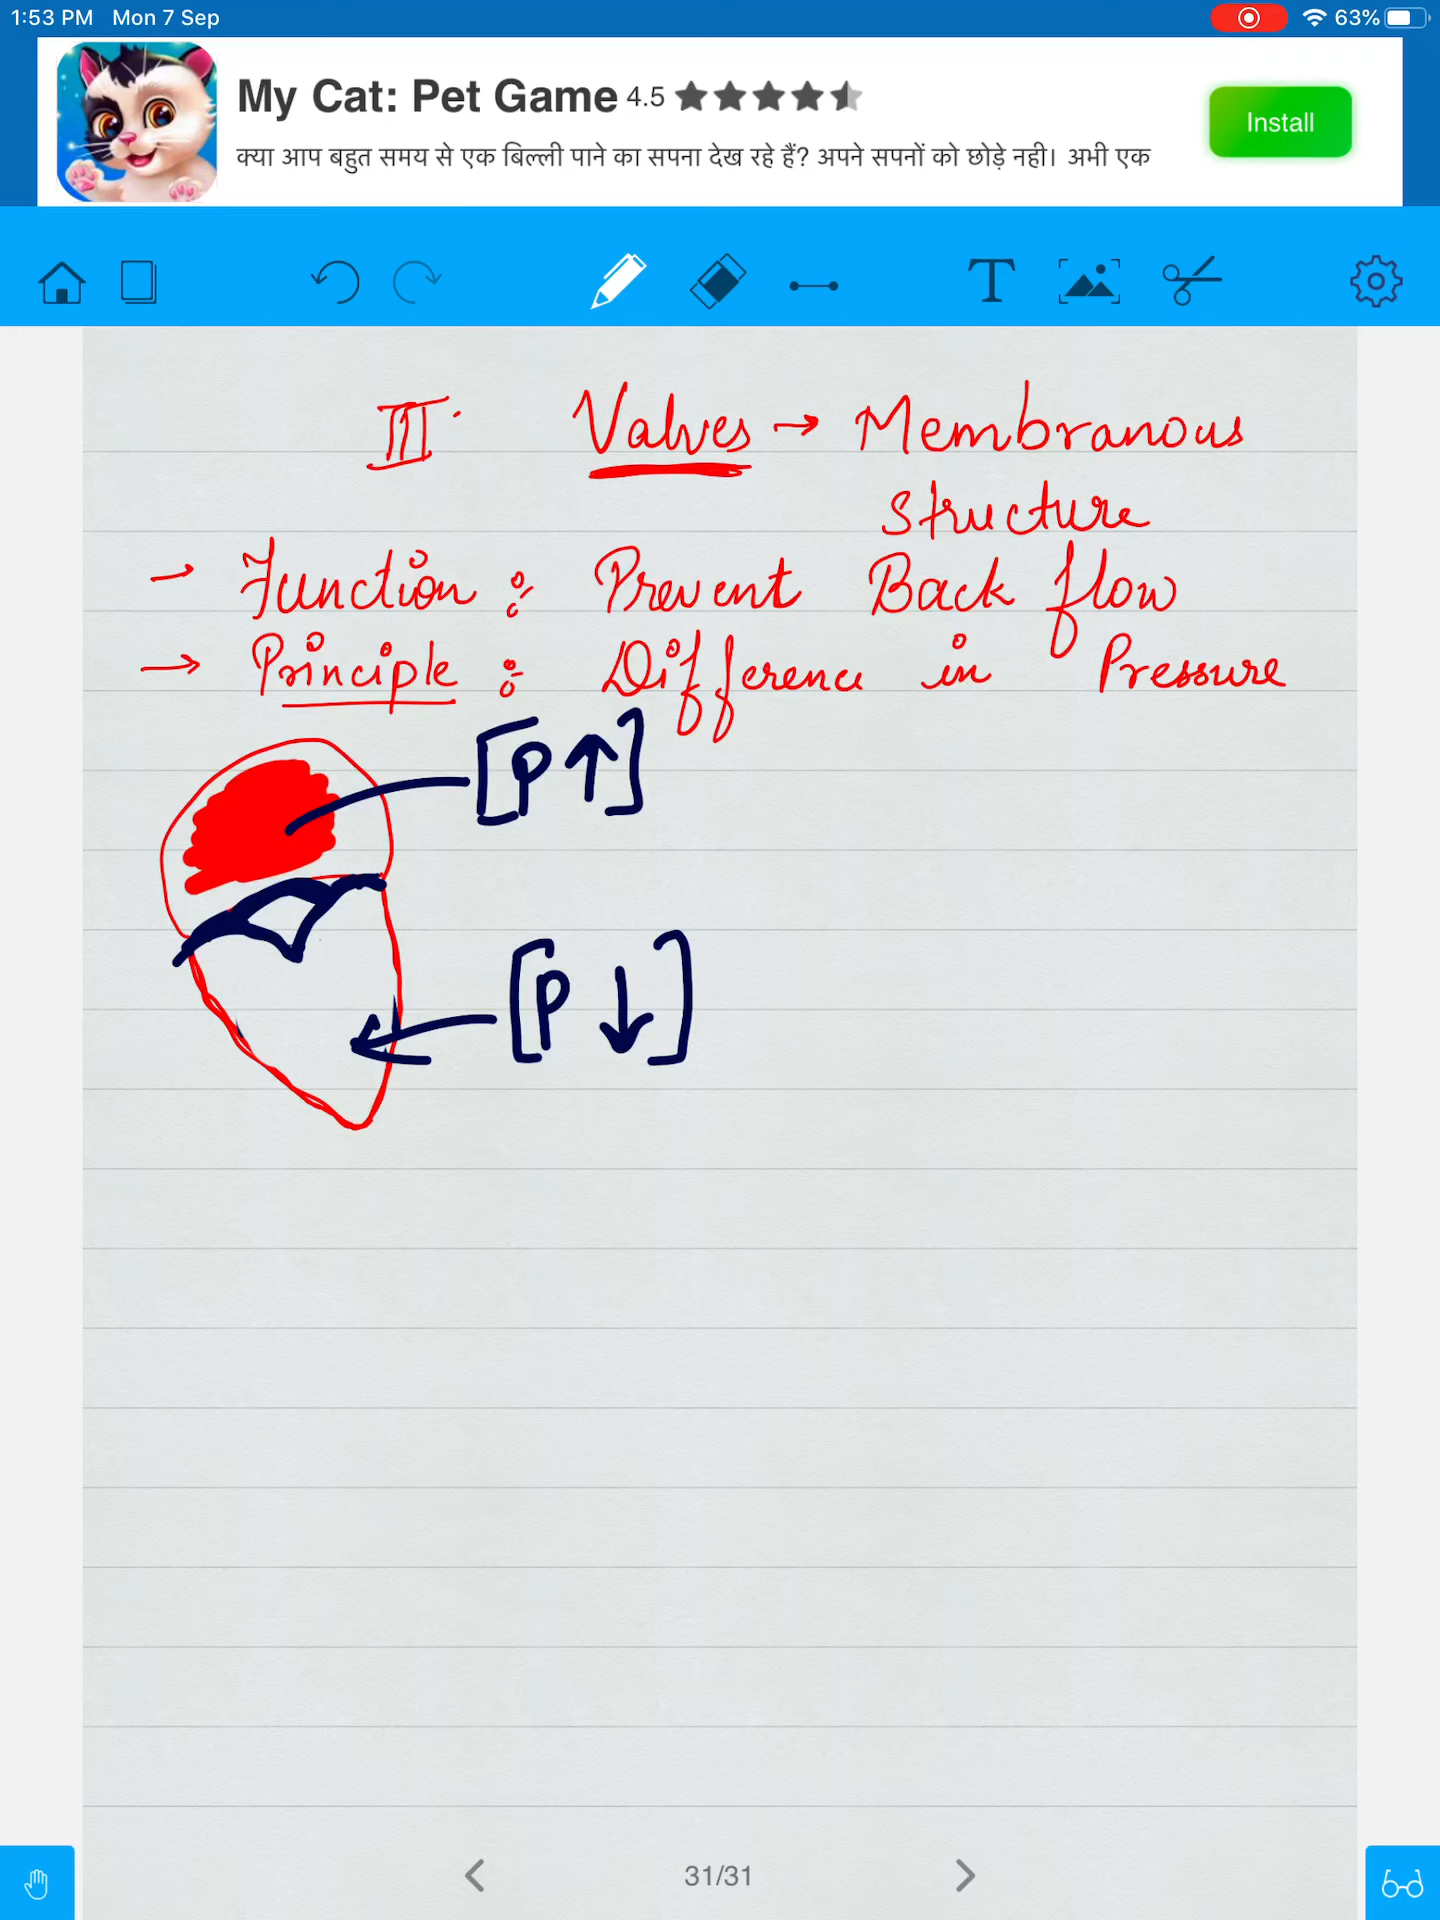 1:53 PM Mon 7 Sep 63%
My Cat: Pet Game 4.5
क्या आप बहुत समय से एक बिल्ली पाने का सपना देख रहे हैं? अपने सपनों को छोड़े नही। अभी एक
Install
T
III. Valves → Membranous
structure
→ Function : Prevent Back flow
→ Principle : Difference in Pressure
[P↑]
[P↓]
31/31